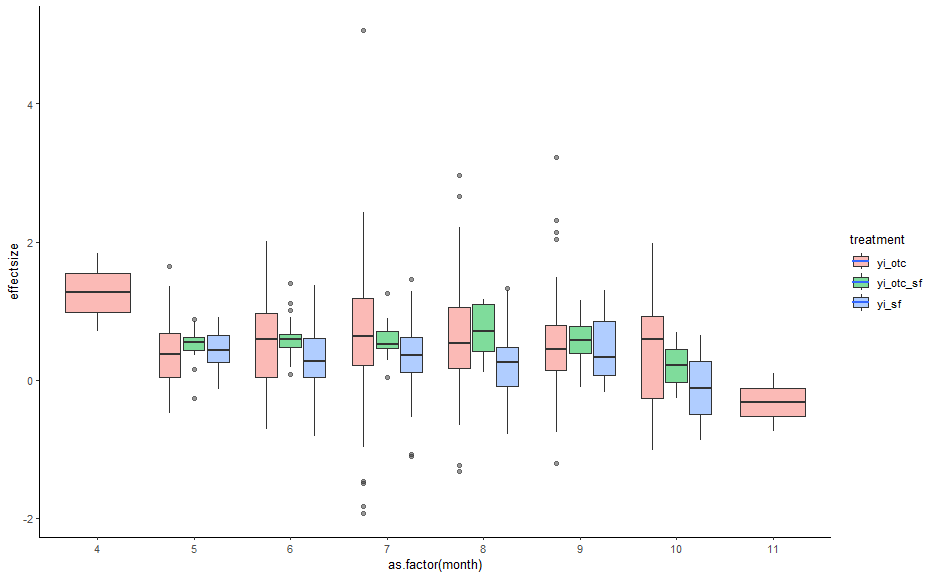 effectsize
4
2
0
-2
4 5 6 7 8 9 10 11
as.factor(month)
treatment
yi_otc
yi_otc_sf
yi_sf